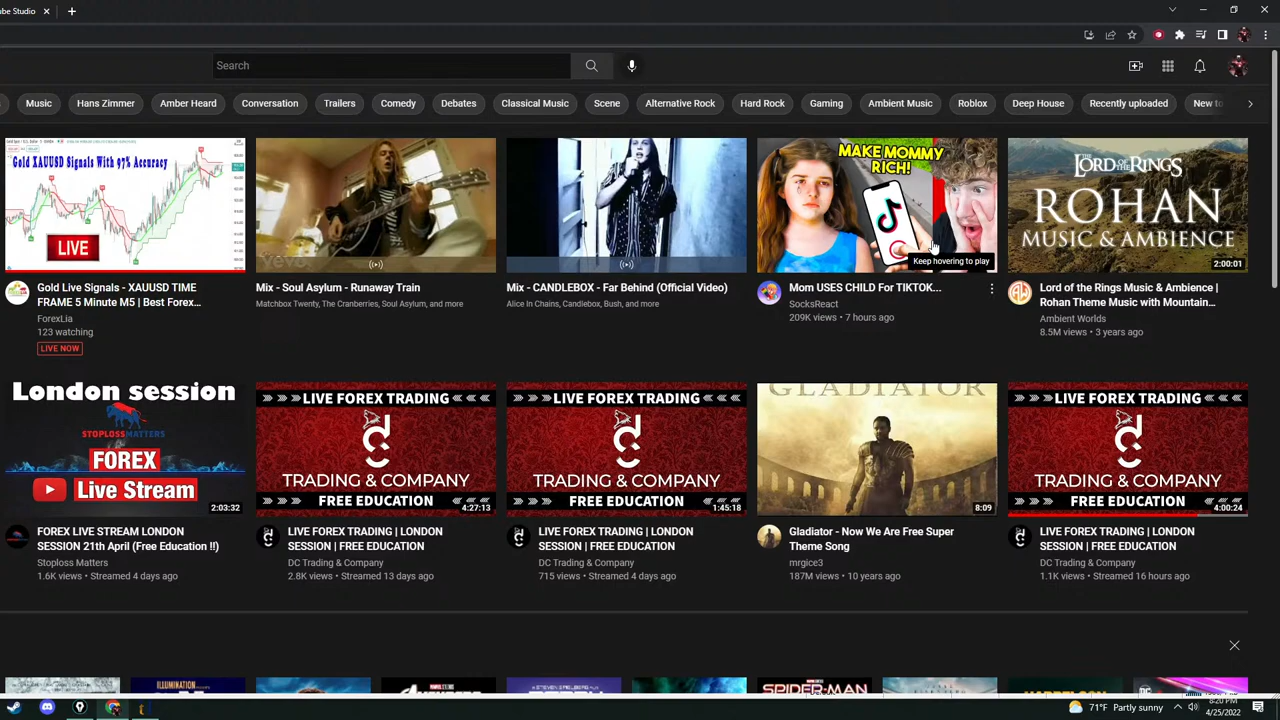 be Studio
Search
Music
Hans Zimmer
Amber Heard
Conversation
Trailers
Comedy
Debates
Classical Music
Scene
Alternative Rock
Hard Rock
Gaming
Ambient Music
Roblox
Deep House
Recently uploaded
New to
Gold XAUUSD Signals With 97% Accuracy
LIVE
vevo
MAKE MOMMY
RICH!
Keep hovering to play
THE
LORD OF THE RINGS
ROHAN
MUSIC & AMBIENCE
2:00:01
Gold Live Signals - XAUUSD TIME
FRAME 5 Minute M5 | Best Forex...
ForexLia
123 watching
LIVE NOW
Mix - Soul Asylum - Runaway Train
Matchbox Twenty, The Cranberries, Soul Asylum, and more
Mix - CANDLEBOX - Far Behind (Official Video)
Alice In Chains, Candlebox, Bush, and more
Mom USES CHILD For TIKTOK...
SocksReact
209K views • 7 hours ago
Lord of the Rings Music & Ambience |
Rohan Theme Music with Mountain...
Ambient Worlds
8.5M views • 3 years ago
London session
STOPLOSSMATTERS
FOREX
Live Stream
2:03:32
LIVE FOREX TRADING
TRADING & COMPANY
FREE EDUCATION
4:27:13
LIVE FOREX TRADING
TRADING & COMPANY
FREE EDUCATION
1:45:18
GLADIATOR
8:09
LIVE FOREX TRADING
TRADING & COMPANY
FREE EDUCATION
4:00:24
FOREX LIVE STREAM LONDON
SESSION 21th April (Free Education !!)
Stoploss Matters
1.6K views • Streamed 4 days ago
LIVE FOREX TRADING | LONDON
SESSION | FREE EDUCATION
DC Trading & Company
2.8K views • Streamed 13 days ago
LIVE FOREX TRADING | LONDON
SESSION | FREE EDUCATION
DC Trading & Company
715 views • Streamed 4 days ago
Gladiator - Now We Are Free Super
Theme Song
mrgice3
187M views • 10 years ago
LIVE FOREX TRADING | LONDON
SESSION | FREE EDUCATION
DC Trading & Company
1.1K views • Streamed 16 hours ago
ILLUMINATION
SPIDER-MAN
71°F Partly sunny
8:20 PM
4/25/2022